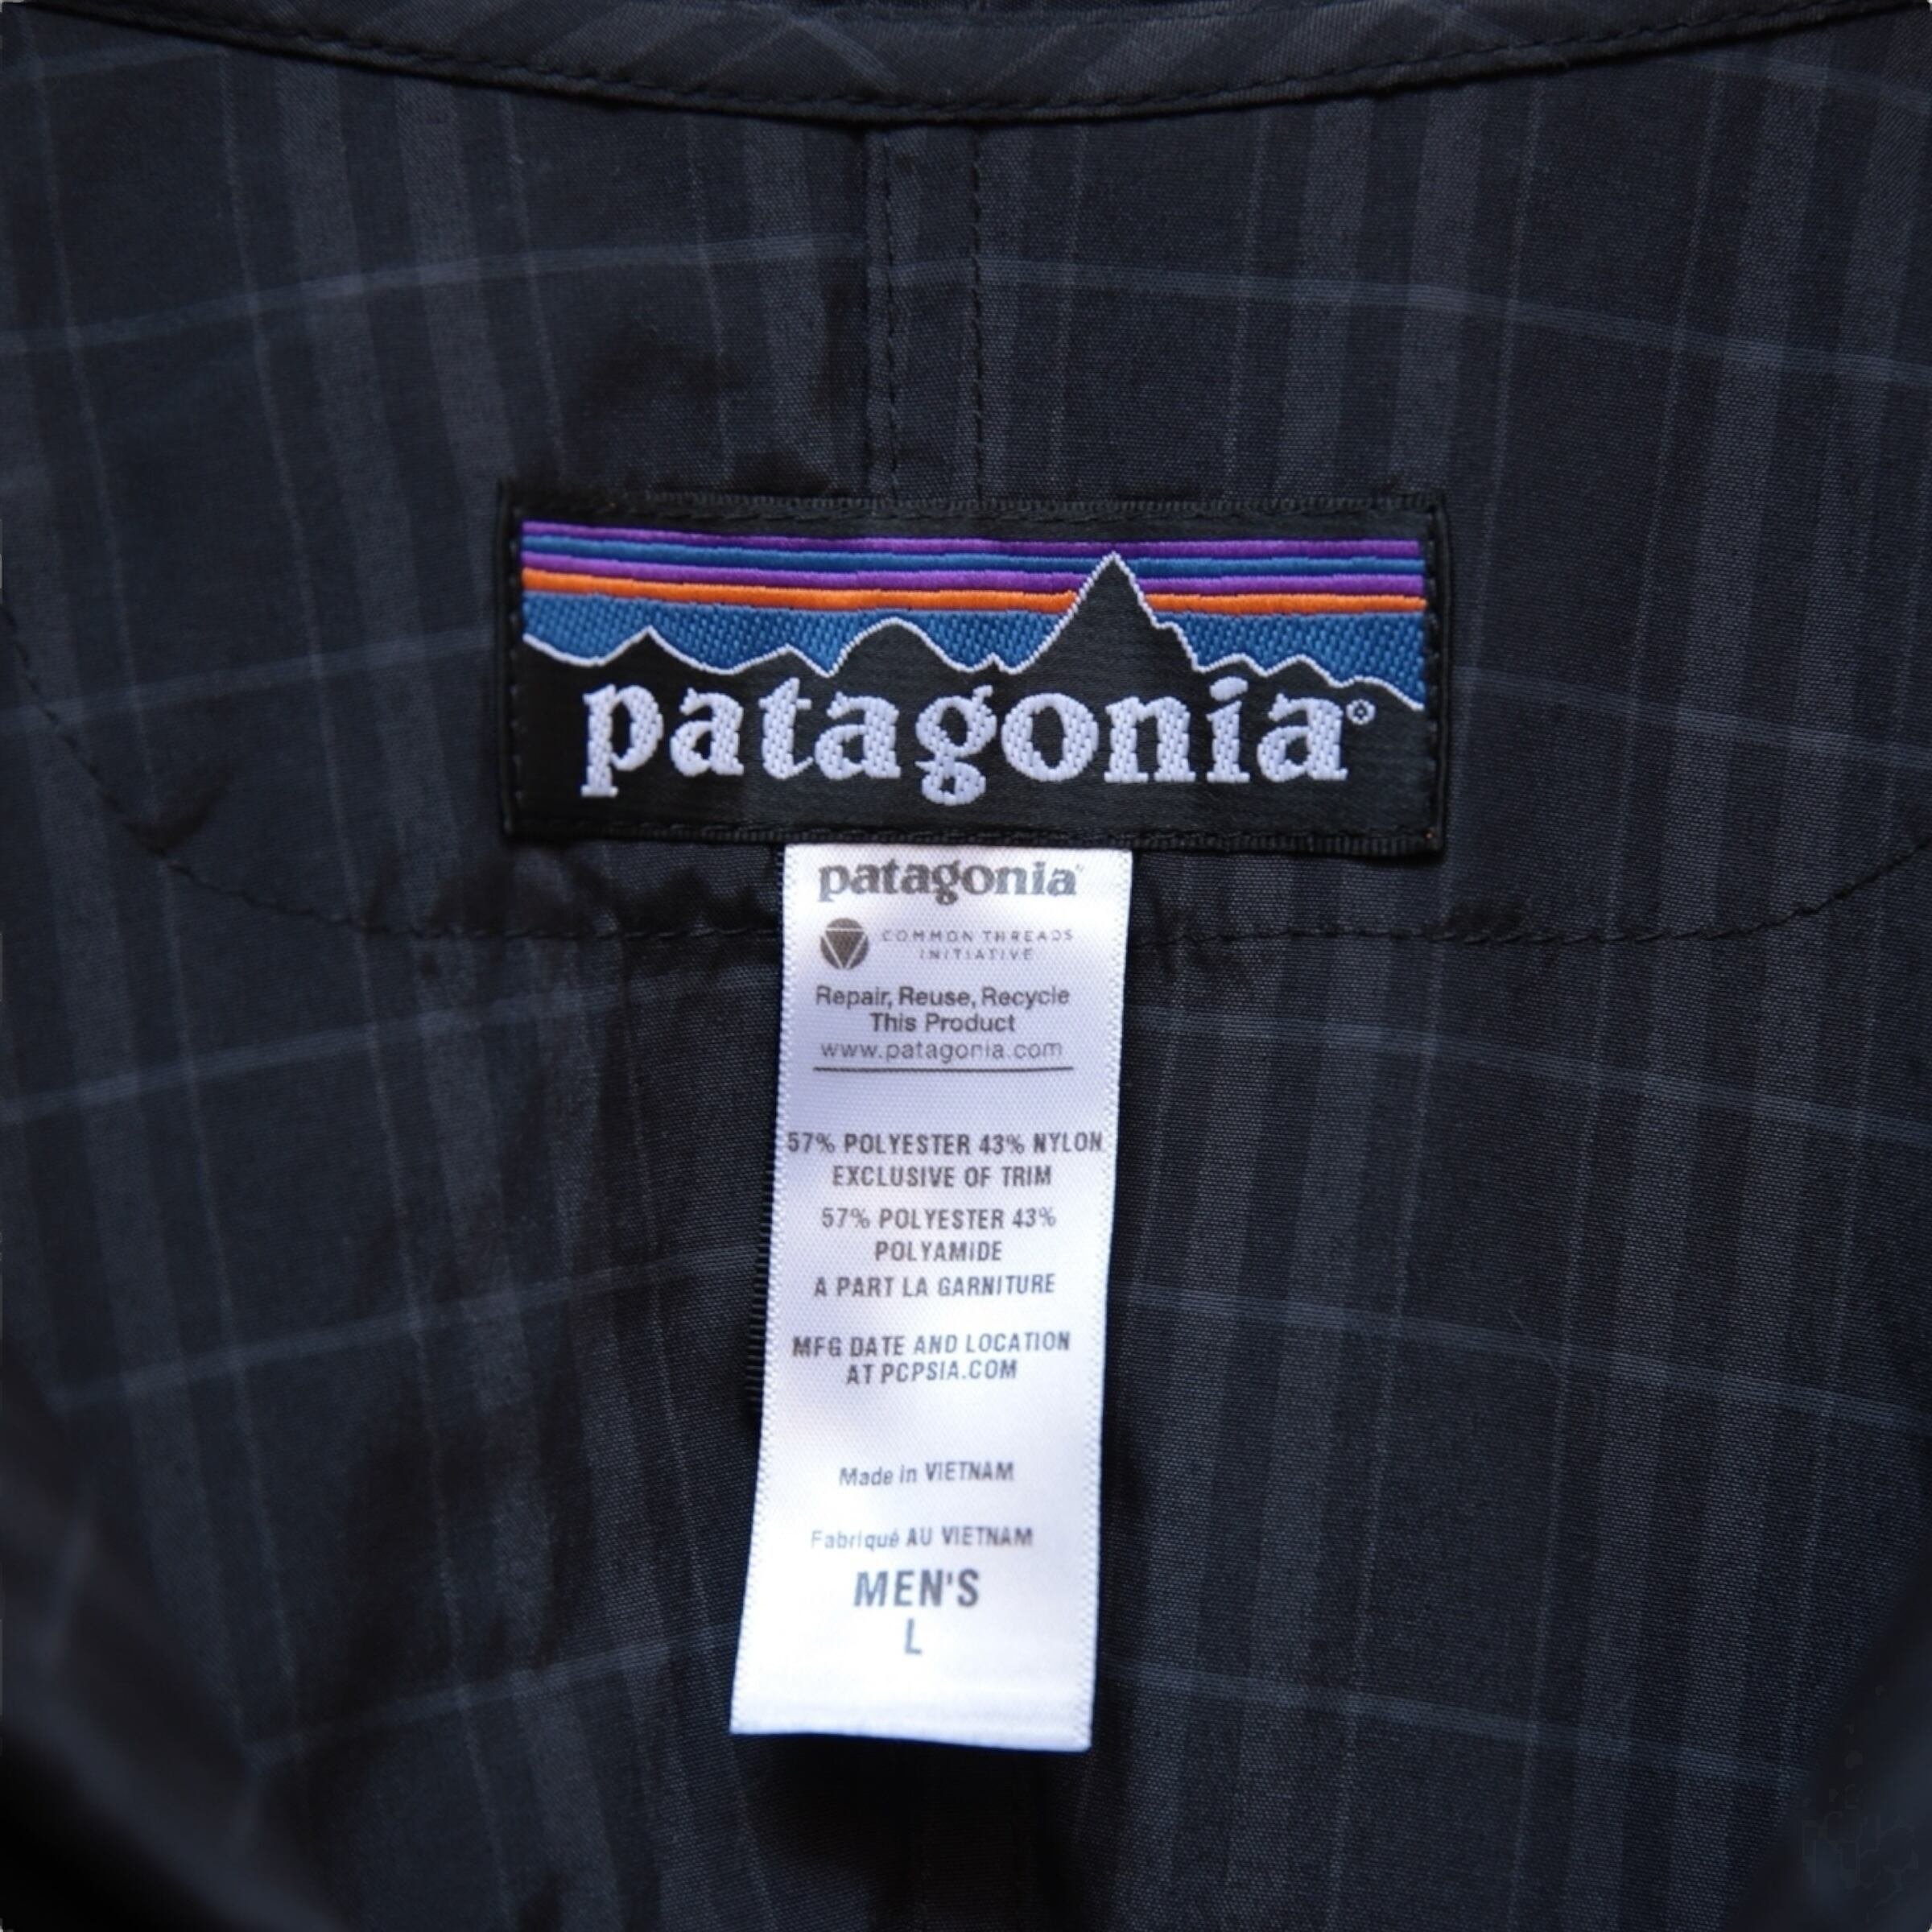 patagonia®
patagonia®
COMMON THREADS
INITIATIVE
Repair, Reuse, Recycle
This Product
www.patagonia.com
57% POLYESTER 43% NYLON
EXCLUSIVE OF TRIM
57% POLYESTER 43%
POLYAMIDE
A PART LA GARNITURE
MFG DATE AND LOCATION
AT PCPSIA.COM
Made in VIETNAM
Fabriqué AU VIETNAM
MEN'S
L